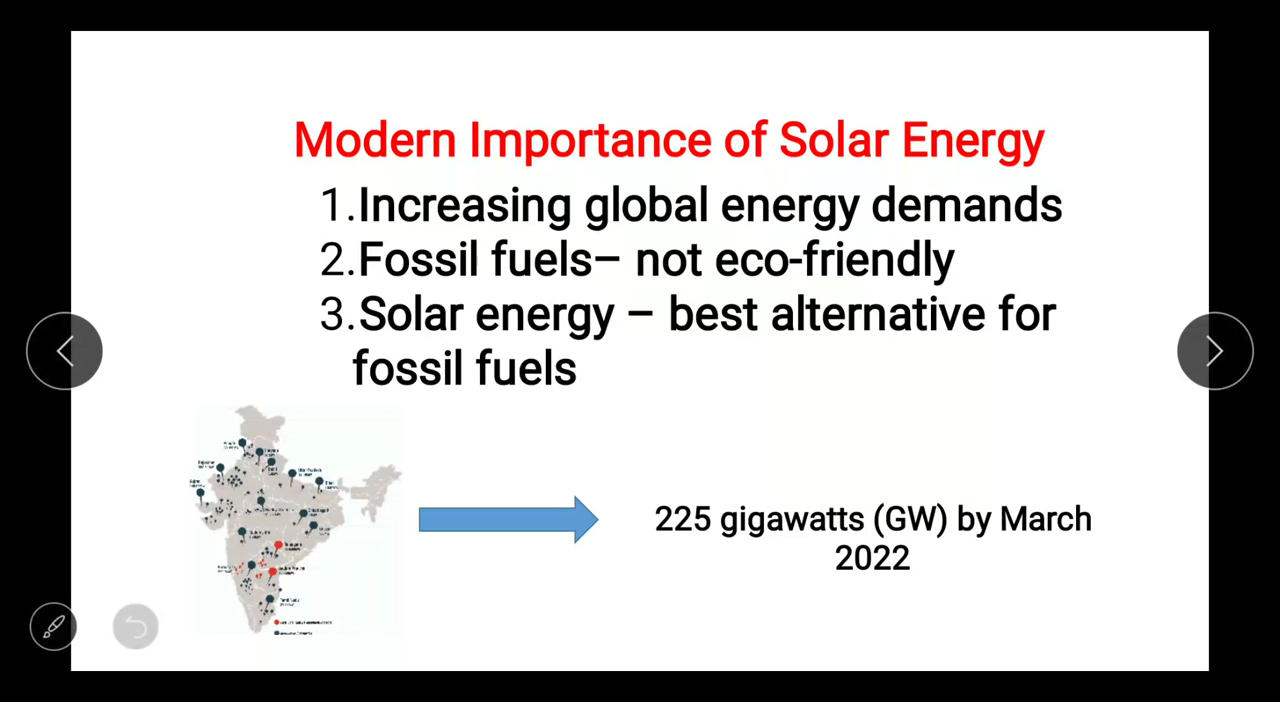 Modern Importance of Solar Energy
1.Increasing global energy demands
2.Fossil fuels– not eco-friendly
3.Solar energy – best alternative for
fossil fuels
225 gigawatts (GW) by March
2022